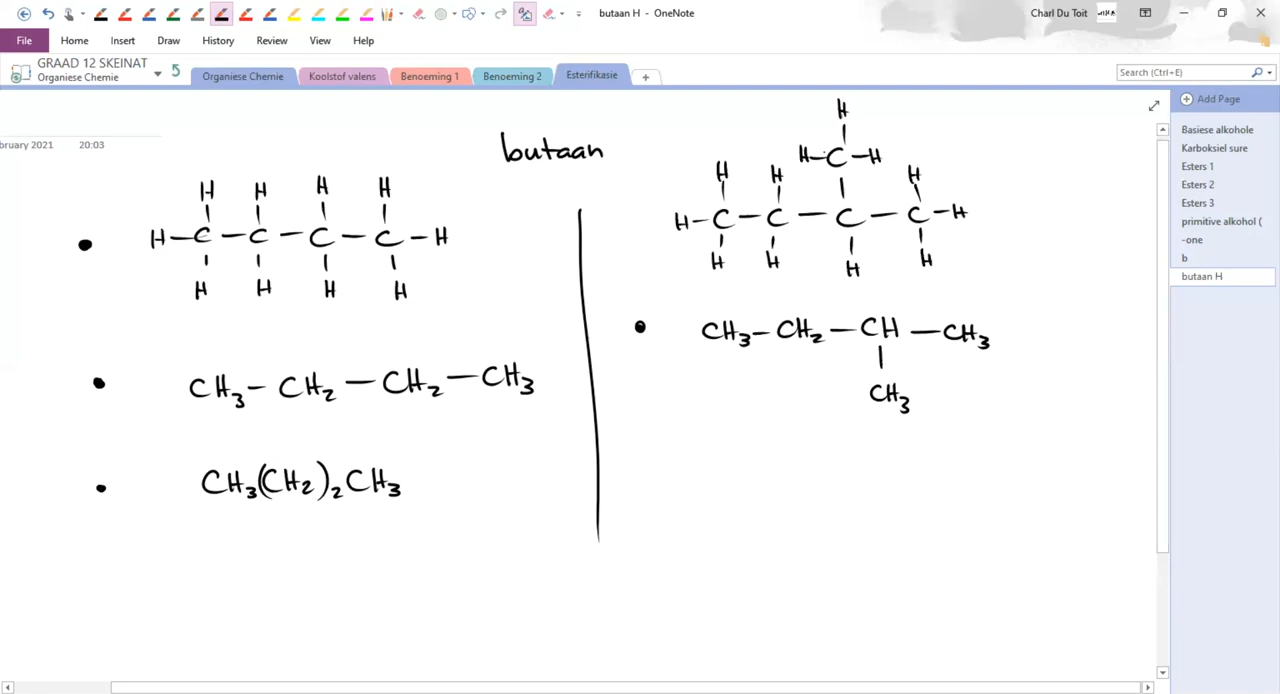 butaan H - OneNote
Charl Du Toit
File Home Insert Draw History Review View Help
GRAAD 12 SKEINAT
Organiese Chemie
Organiese Chemie Koolstof valens Benoeming 1 Benoeming 2 Esterifikasie +
Search (Ctrl+E)
bruary 2021 20:03
butaan
H H H H
H-C-C-C-C-H
H H H H
CH3-CH2-CH2-CH3
CH3(CH2)2CH3
H
H-C-H
H H H
H-C-C-C-C-H
H H H H
CH3-CH2-CH-CH3
CH3
Add Page
Basiese alkohole
Karboksiel sure
Esters 1
Esters 2
Esters 3
primitive alkohol (
-one
b
butaan H